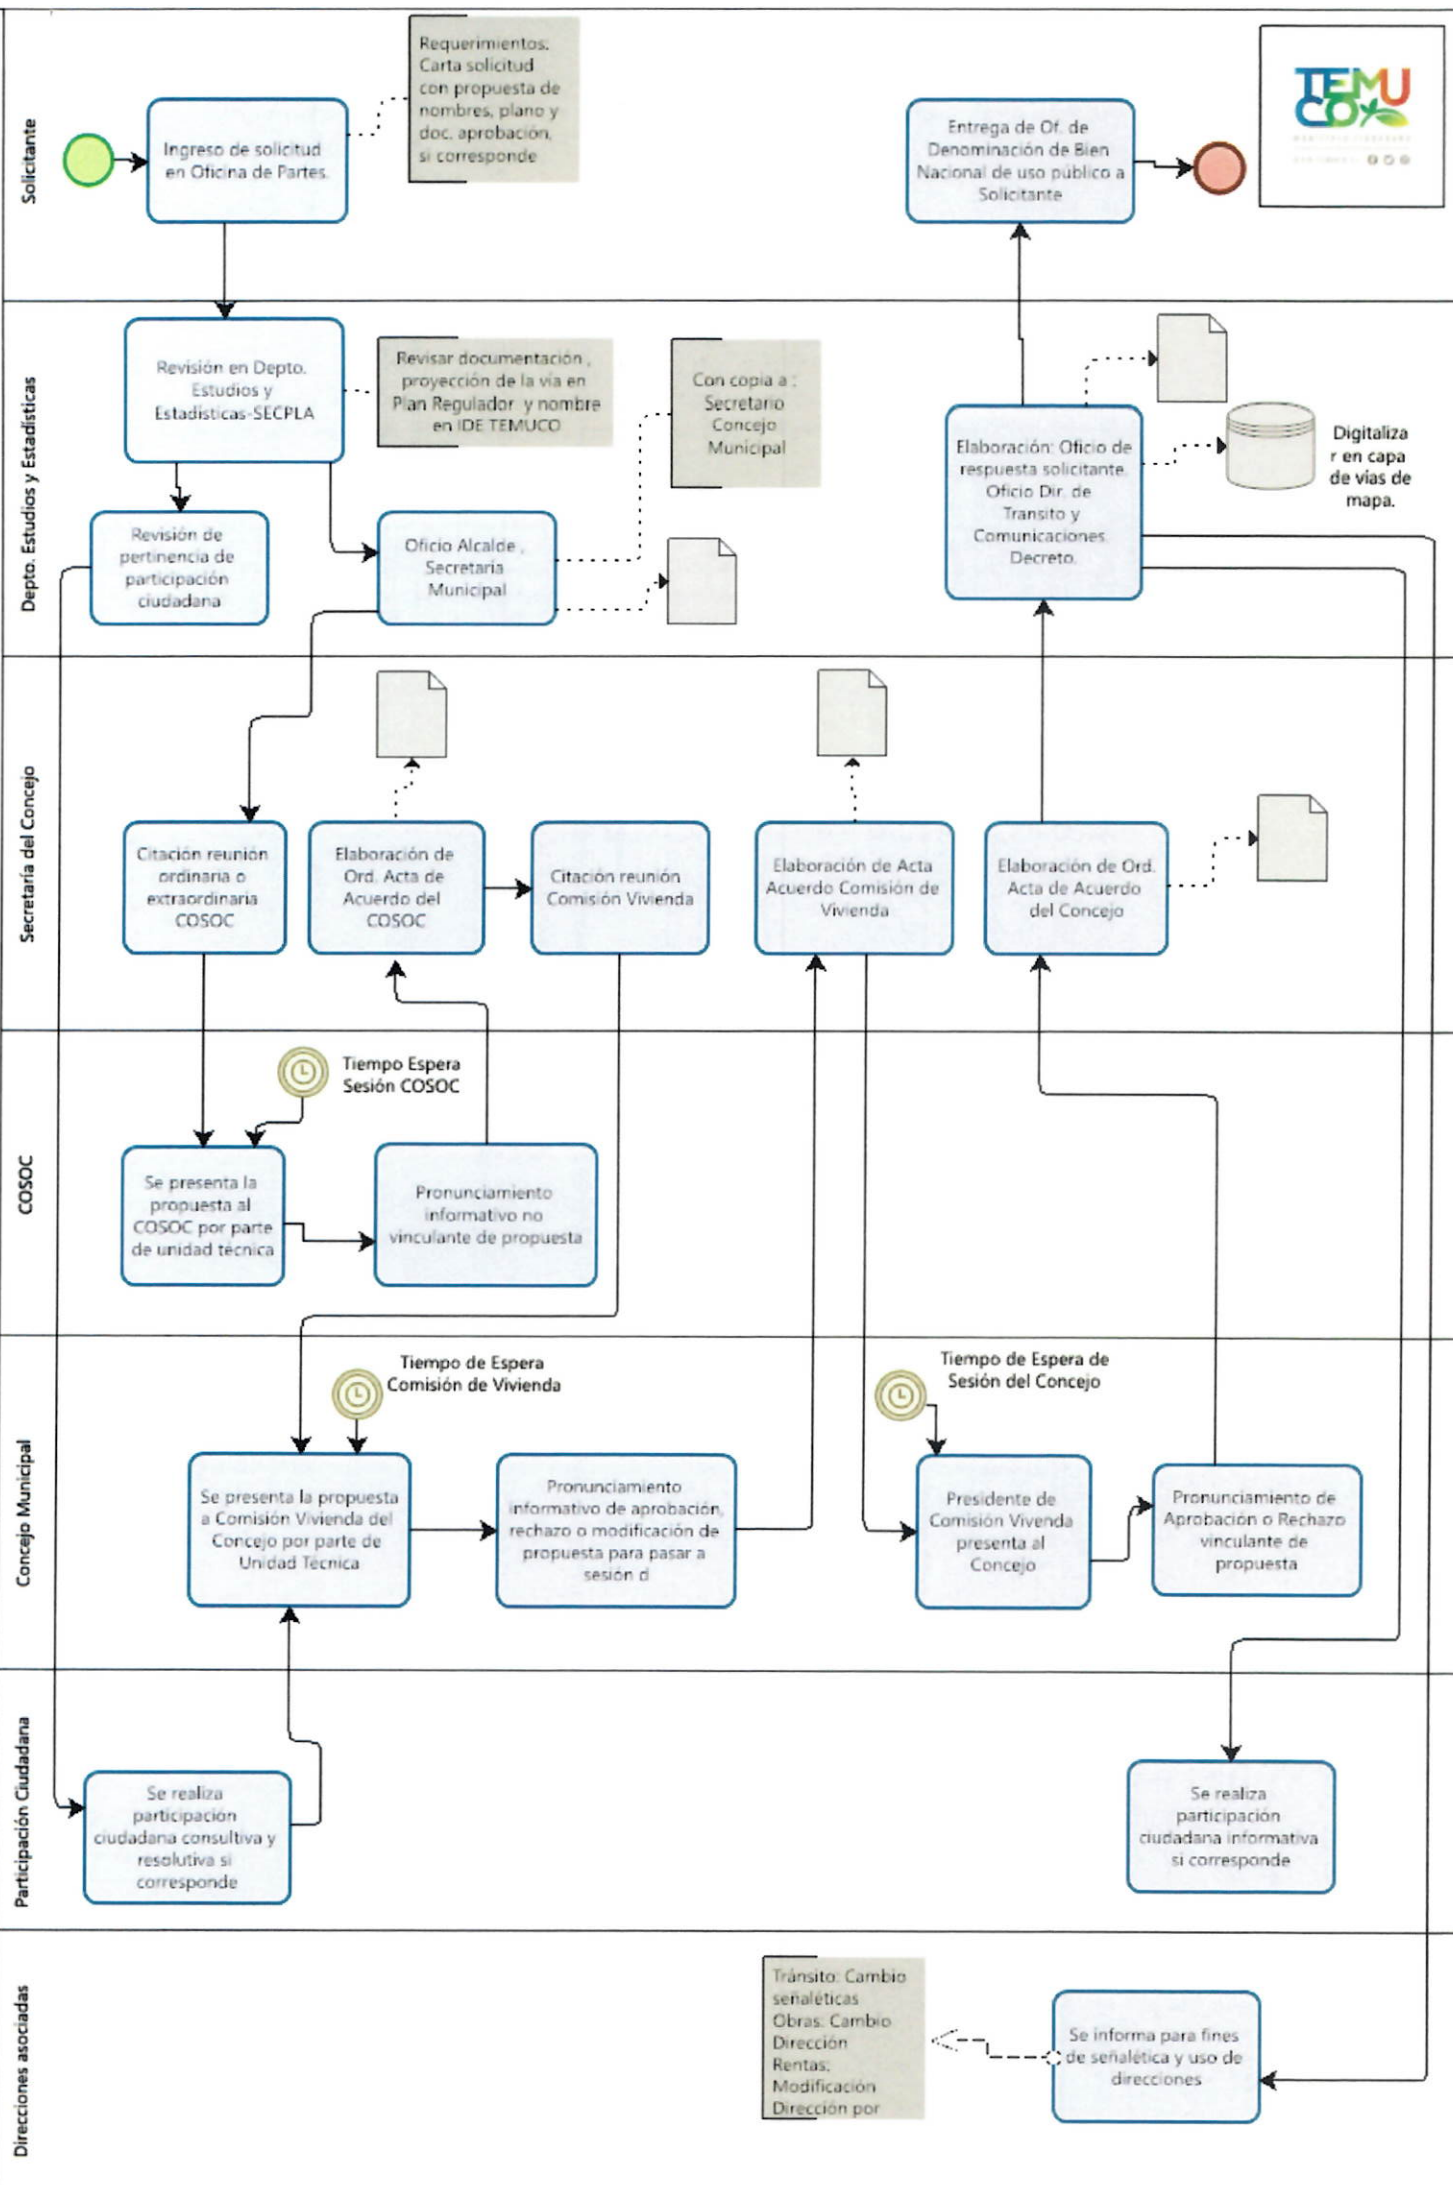 Solicitante
Ingreso de solicitud
en Oficina de Partes.
Requerimientos:
Carta solicitud
con propuesta de
nombres, plano y
doc. aprobación,
si corresponde
Entrega de Of. de
Denominación de Bien
Nacional de uso público a
Solicitante
TEMU
CO
Depto. Estudios y Estadísticas
Revisión en Depto.
Estudios y
Estadísticas-SECPLA
Revisar documentación ,
proyección de la vía en
Plan Regulador y nombre
en IDE TEMUCO
Con copia a :
Secretario
Concejo
Municipal
Revisión de
pertinencia de
participación
ciudadana
Oficio Alcalde ,
Secretaria
Municipal
Elaboración: Oficio de
respuesta solicitante.
Oficio Dir. de
Transito y
Comunicaciones.
Decreto.
Digitaliza
r en capa
de vías de
mapa.
Secretaría del Concejo
Citación reunión
ordinaria o
extraordinaria
COSOC
Elaboración de
Ord. Acta de
Acuerdo del
COSOC
Citación reunión
Comisión Vivienda
Elaboración de Acta
Acuerdo Comisión de
Vivienda
Elaboración de Ord.
Acta de Acuerdo
del Concejo
COSOC
Tiempo Espera
Sesión COSOC
Se presenta la
propuesta al
COSOC por parte
de unidad técnica
Pronunciamiento
informativo no
vinculante de propuesta
Concejo Municipal
Tiempo de Espera
Comisión de Vivienda
Se presenta la propuesta
a Comisión Vivienda del
Concejo por parte de
Unidad Técnica
Pronunciamiento
informativo de aprobación,
rechazo o modificación de
propuesta para pasar a
sesión d
Tiempo de Espera de
Sesión del Concejo
Presidente de
Comisión Vivenda
presenta al
Concejo
Pronunciamiento de
Aprobación o Rechazo
vinculante de
propuesta
Participación Ciudadana
Se realiza
participación
ciudadana consultiva y
resolutiva si
corresponde
Se realiza
participación
ciudadana informativa
si corresponde
Direcciones asociadas
Tránsito: Cambio
señaléticas
Obras: Cambio
Dirección
Rentas:
Modificación
Dirección por
Se informa para fines
de señalética y uso de
direcciones